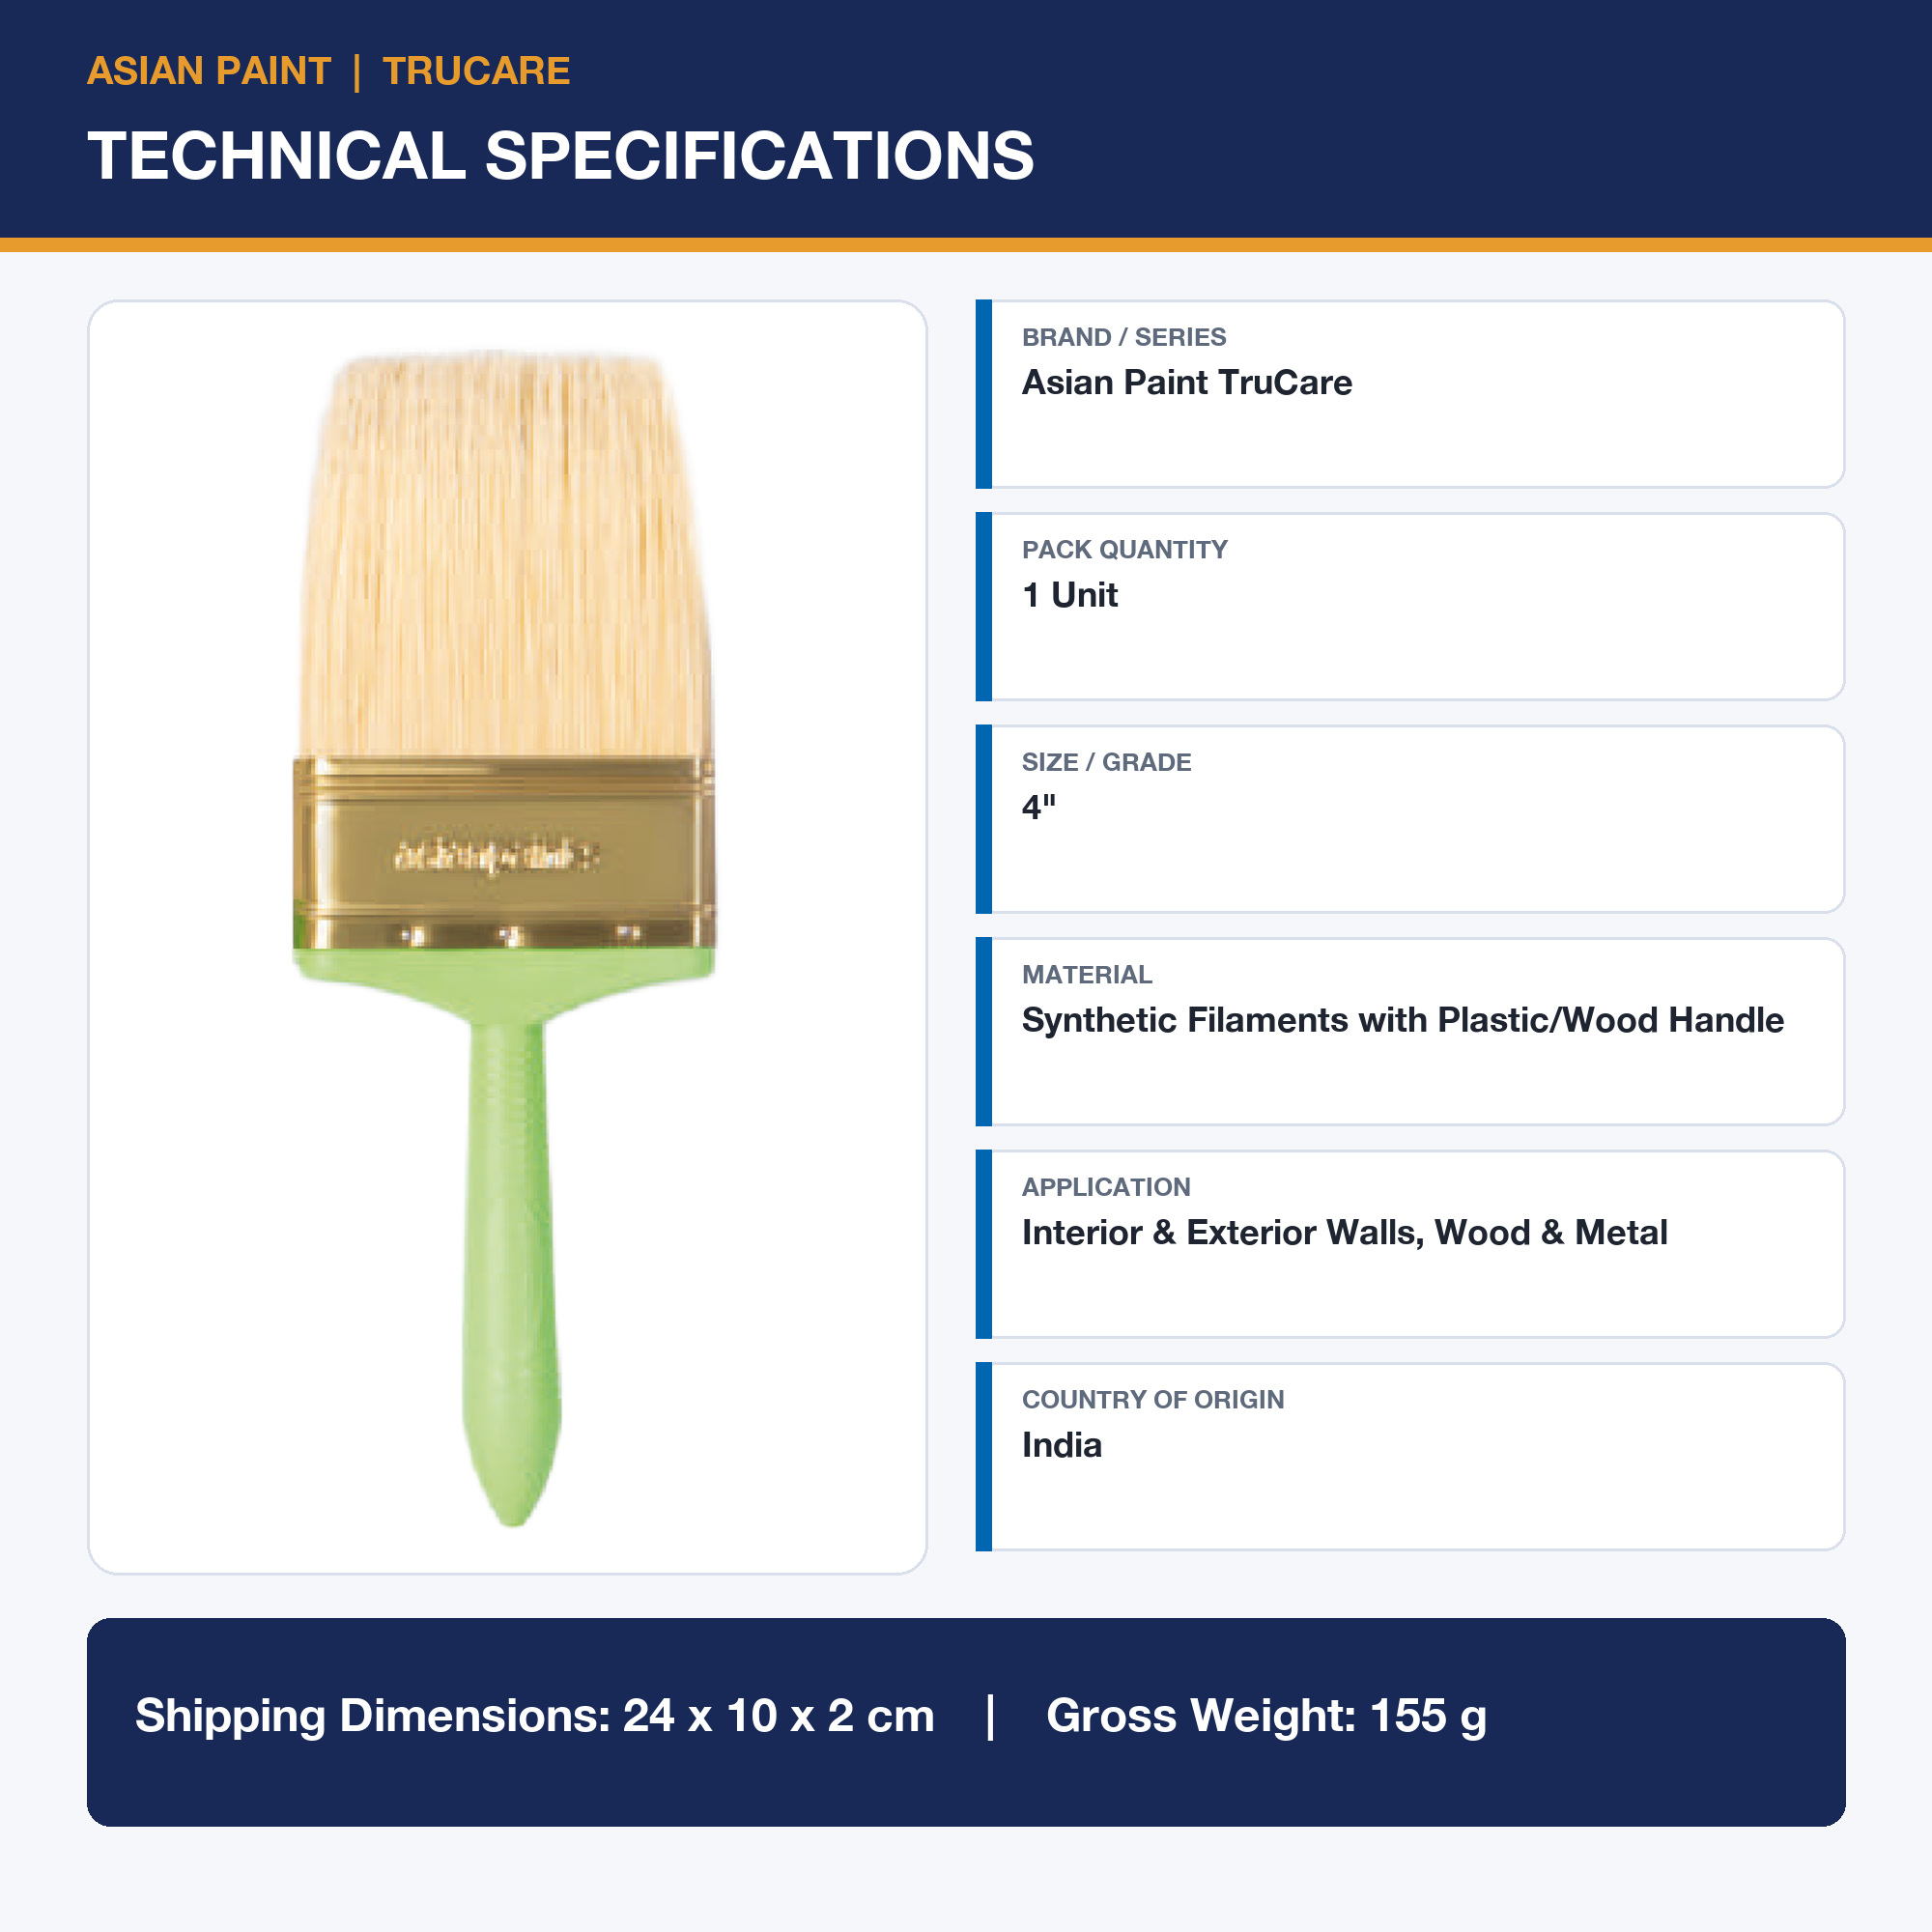 ASIAN PAINT | TRUCARE
TECHNICAL SPECIFICATIONS
BRAND / SERIES
Asian Paint TruCare
PACK QUANTITY
1 Unit
SIZE / GRADE
4"
MATERIAL
Synthetic Filaments with Plastic/Wood Handle
APPLICATION
Interior & Exterior Walls, Wood & Metal
COUNTRY OF ORIGIN
India
Shipping Dimensions: 24 x 10 x 2 cm | Gross Weight: 155 g